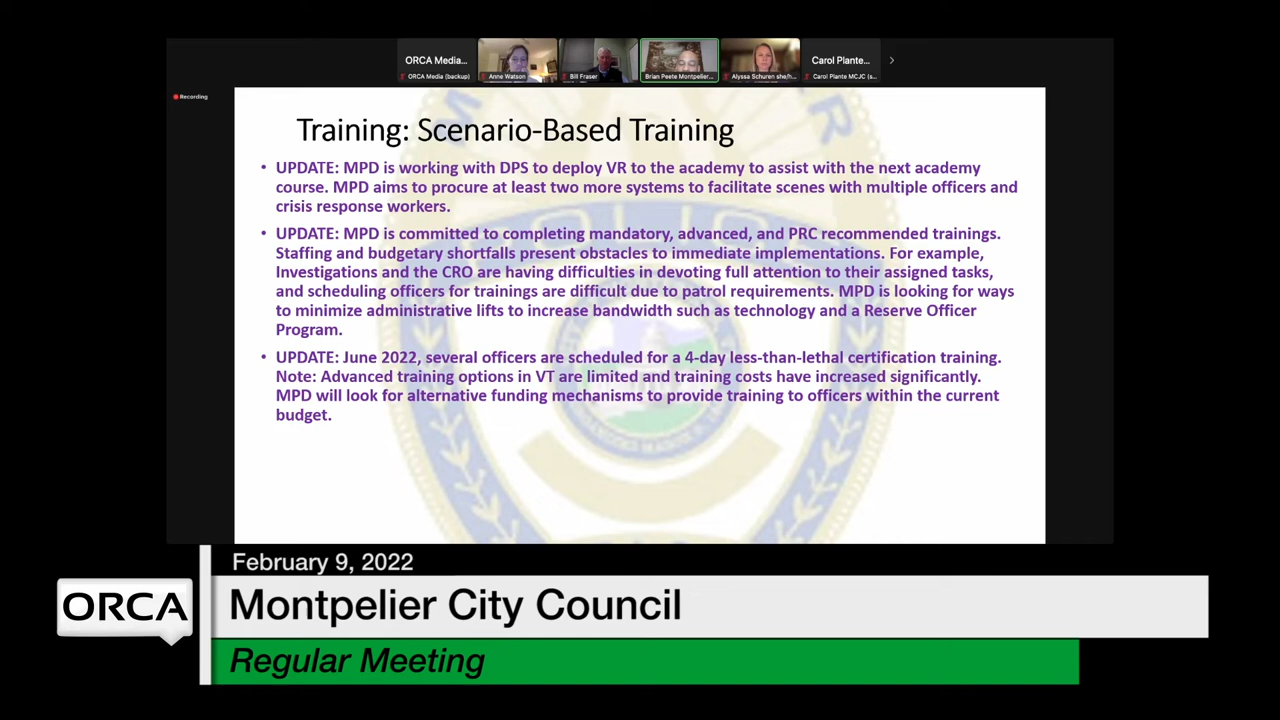 ORCA Media...
ORCA Media (backup)
Anne Watson
Bill Fraser
Brian Peete Montpelier...
Alyssa Schuren she/h...
Carol Plante...
Carol Plante MCJC (s...
Recording
Training: Scenario-Based Training
• UPDATE: MPD is working with DPS to deploy VR to the academy to assist with the next academy
course. MPD aims to procure at least two more systems to facilitate scenes with multiple officers and
crisis response workers.
• UPDATE: MPD is committed to completing mandatory, advanced, and PRC recommended trainings.
Staffing and budgetary shortfalls present obstacles to immediate implementations. For example,
Investigations and the CRO are having difficulties in devoting full attention to their assigned tasks,
and scheduling officers for trainings are difficult due to patrol requirements. MPD is looking for ways
to minimize administrative lifts to increase bandwidth such as technology and a Reserve Officer
Program.
• UPDATE: June 2022, several officers are scheduled for a 4-day less-than-lethal certification training.
Note: Advanced training options in VT are limited and training costs have increased significantly.
MPD will look for alternative funding mechanisms to provide training to officers within the current
budget.
February 9, 2022
ORCA
Montpelier City Council
Regular Meeting